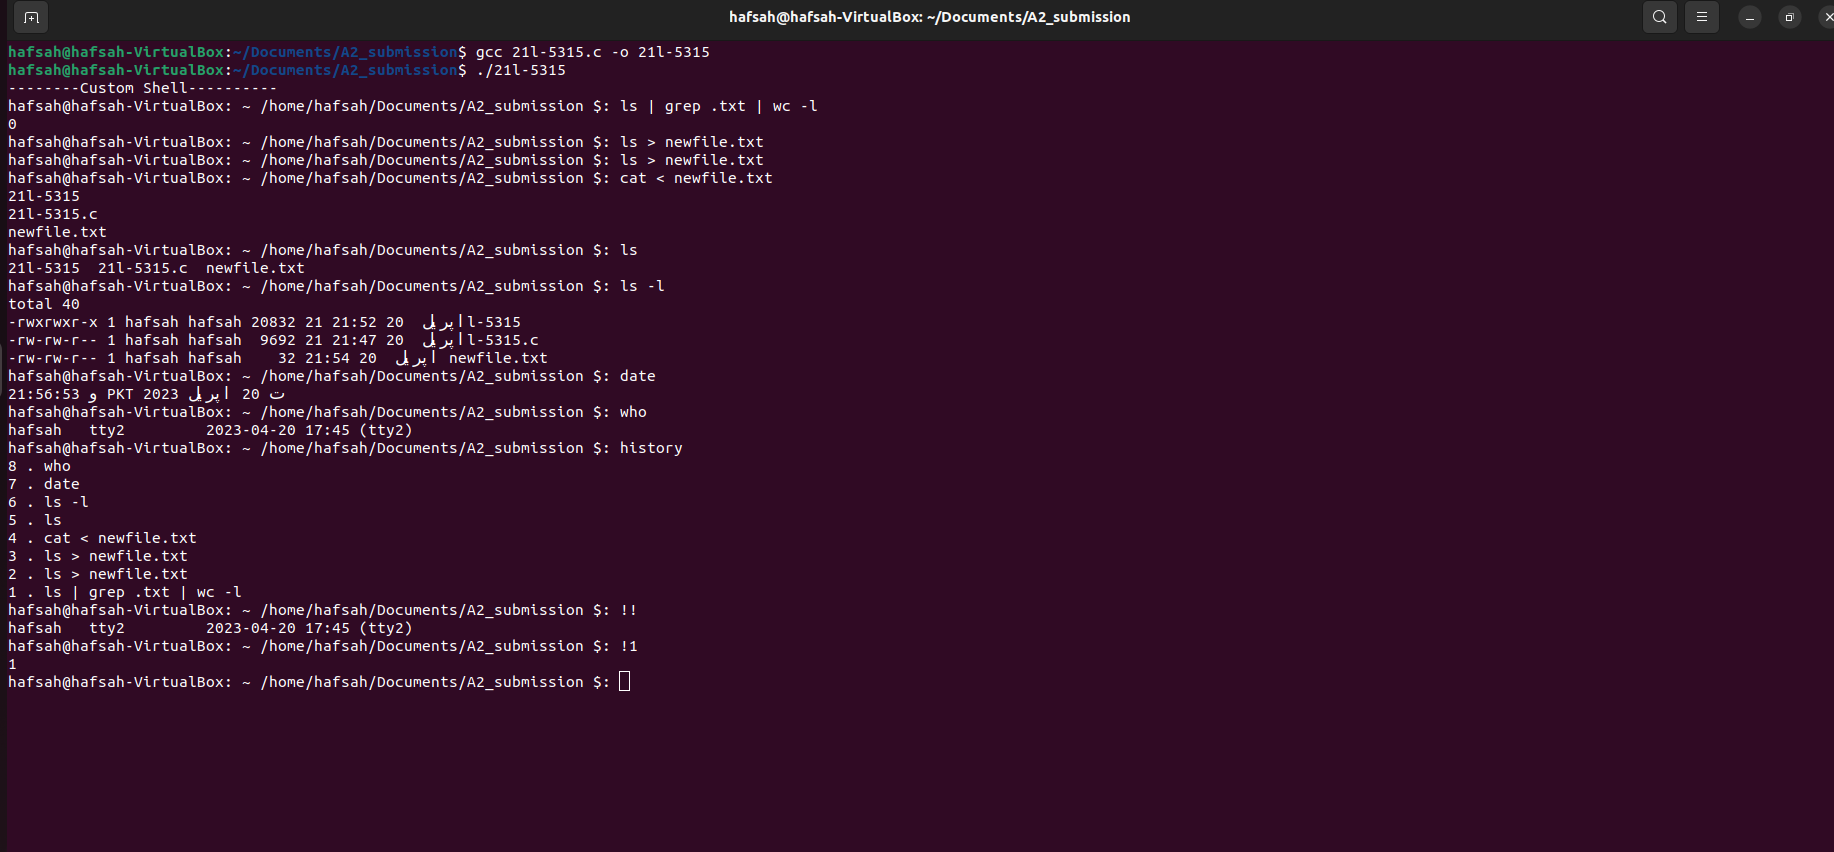 hafsah@hafsah-VirtualBox: ~/Documents/A2_submission
hafsah@hafsah-VirtualBox:~/Documents/A2_submission$ gcc 21l-5315.c -o 21l-5315
hafsah@hafsah-VirtualBox:~/Documents/A2_submission$ ./21l-5315
--------Custom Shell----------
hafsah@hafsah-VirtualBox: ~ /home/hafsah/Documents/A2_submission $: ls | grep .txt | wc -l
0
hafsah@hafsah-VirtualBox: ~ /home/hafsah/Documents/A2_submission $: ls > newfile.txt
hafsah@hafsah-VirtualBox: ~ /home/hafsah/Documents/A2_submission $: ls > newfile.txt
hafsah@hafsah-VirtualBox: ~ /home/hafsah/Documents/A2_submission $: cat < newfile.txt
21l-5315
21l-5315.c
newfile.txt
hafsah@hafsah-VirtualBox: ~ /home/hafsah/Documents/A2_submission $: ls
21l-5315  21l-5315.c  newfile.txt
hafsah@hafsah-VirtualBox: ~ /home/hafsah/Documents/A2_submission $: ls -l
total 40
-rwxrwxr-x 1 hafsah hafsah 20832 21 21:52 20  اپریل l-5315
-rw-rw-r-- 1 hafsah hafsah  9692 21 21:47 20  اپریل l-5315.c
-rw-rw-r-- 1 hafsah hafsah    32 21:54 20  اپریل newfile.txt
hafsah@hafsah-VirtualBox: ~ /home/hafsah/Documents/A2_submission $: date
21:56:53 و PKT 2023 اپریل 20 ت
hafsah@hafsah-VirtualBox: ~ /home/hafsah/Documents/A2_submission $: who
hafsah   tty2         2023-04-20 17:45 (tty2)
hafsah@hafsah-VirtualBox: ~ /home/hafsah/Documents/A2_submission $: history
8 . who
7 . date
6 . ls -l
5 . ls
4 . cat < newfile.txt
3 . ls > newfile.txt
2 . ls > newfile.txt
1 . ls | grep .txt | wc -l
hafsah@hafsah-VirtualBox: ~ /home/hafsah/Documents/A2_submission $: !!
hafsah   tty2         2023-04-20 17:45 (tty2)
hafsah@hafsah-VirtualBox: ~ /home/hafsah/Documents/A2_submission $: !1
1
hafsah@hafsah-VirtualBox: ~ /home/hafsah/Documents/A2_submission $: